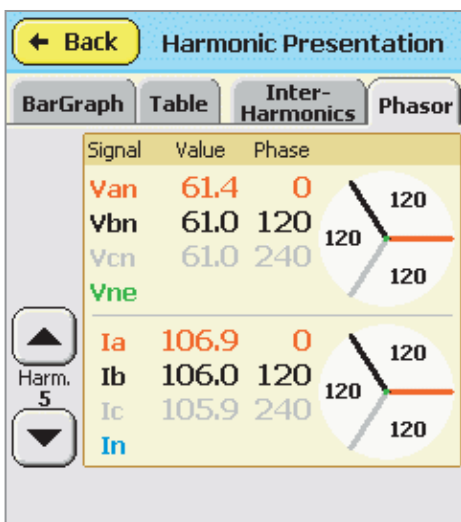 ← Back Harmonic Presentation
BarGraph Table Inter-Harmonics Phasor
Signal Value Phase
Van 61.4 0
Vbn 61.0 120
Vcn 61.0 240
Vne
120
120
120
Ia 106.9 0
Ib 106.0 120
Ic 105.9 240
In
120
120
120
Harm.
5